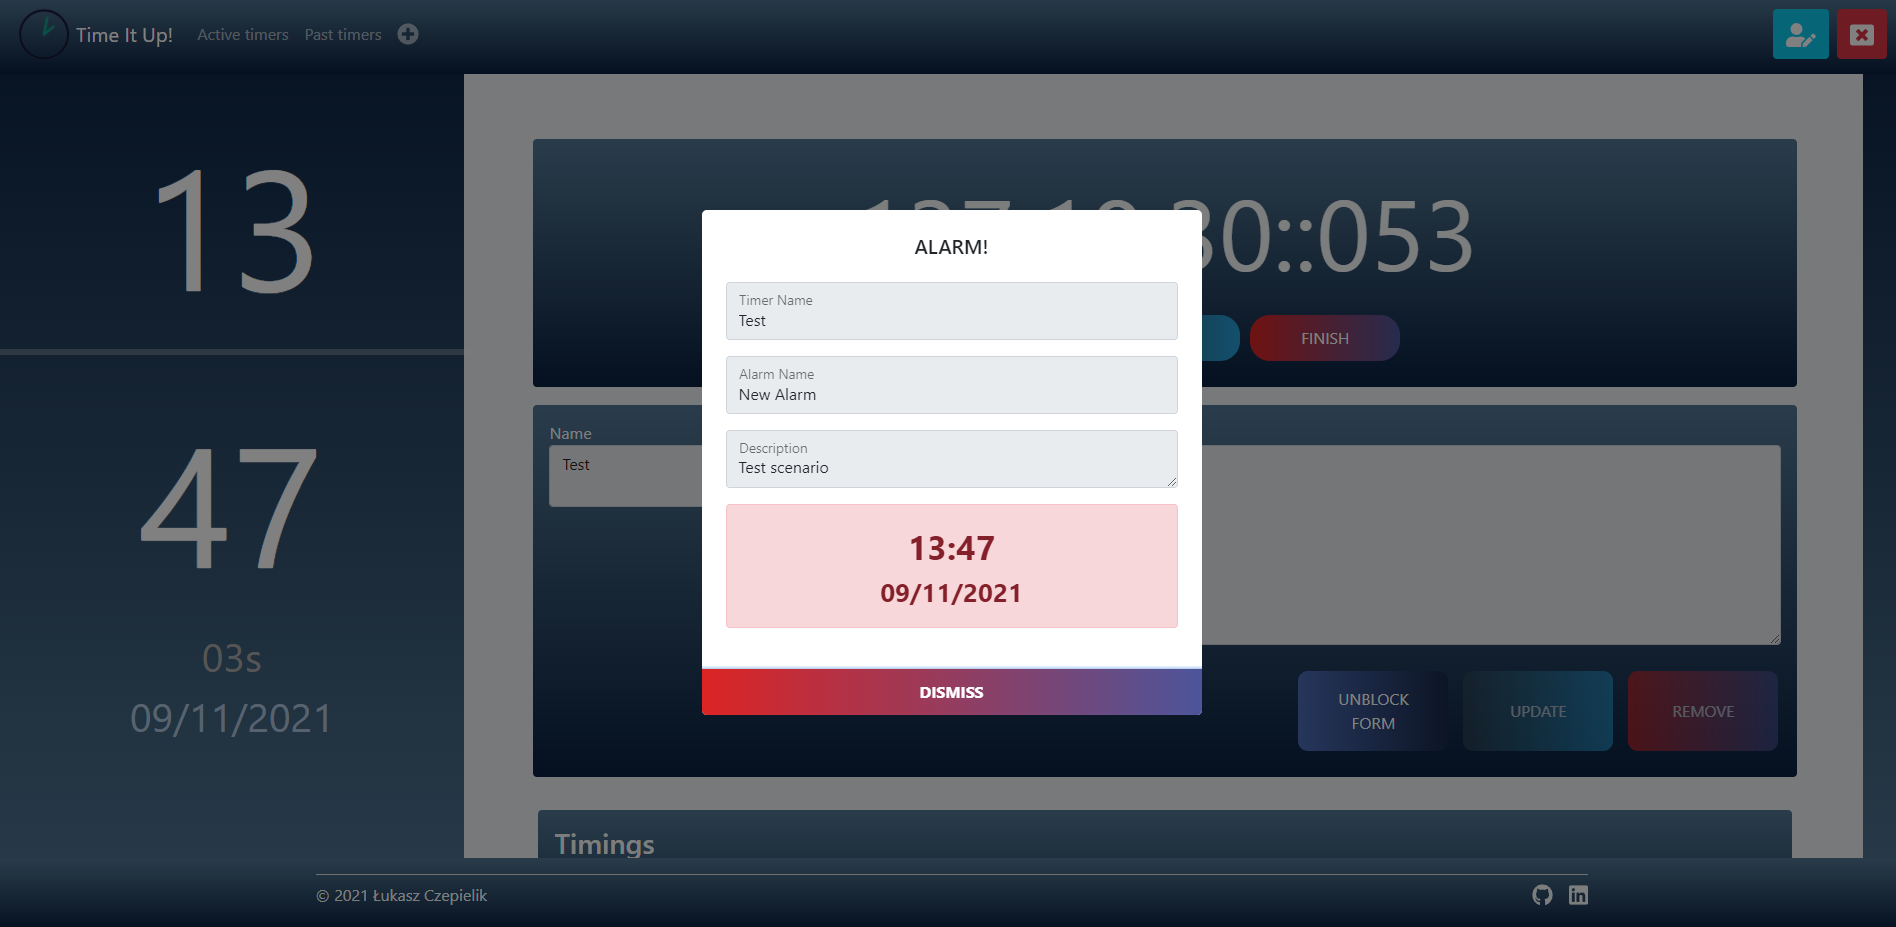 Time It Up!
Active timers
Past timers
13
47
03s
09/11/2021
30::053
FINISH
Name
Test
ALARM!
Timer Name
Test
Alarm Name
New Alarm
Description
Test scenario
13:47
09/11/2021
DISMISS
UNBLOCK
FORM
UPDATE
REMOVE
Timings
© 2021 Łukasz Czepielik